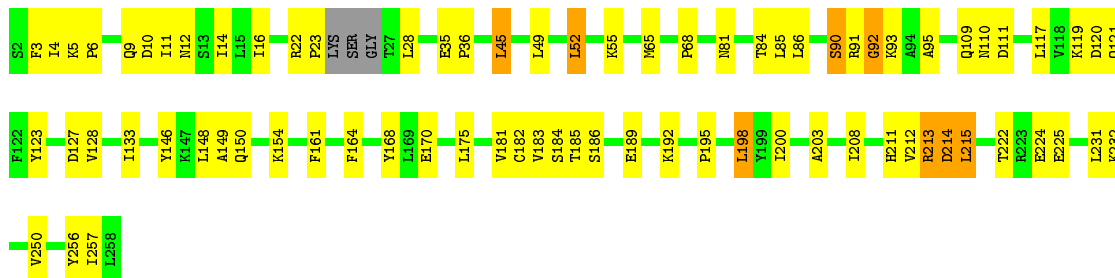 S2 F3 I4 K5 P6 Q9 D10 I11 N12 S13 I14 L15 I16 R22 P23 LYS SER GLY T27 L28 E35 P36 L45 L49 L52 K55 M65 P68 N81 T84 L85 L86 S90 R91 G92 K93 A94 A95 Q109 N110 D111 L117 V118 K119 D120
F122 Y123 D127 V128 I133 Y146 K147 L148 A149 Q150 K154 F161 F164 Y168 L169 E170 L175 V181 C182 V183 S184 T185 S186 E189 K192 P195 L198 Y199 I200 A203 I208 H211 V212 R213 D214 L215 T222 R223 E224 E225 L231
V250 Y256 I257 L258